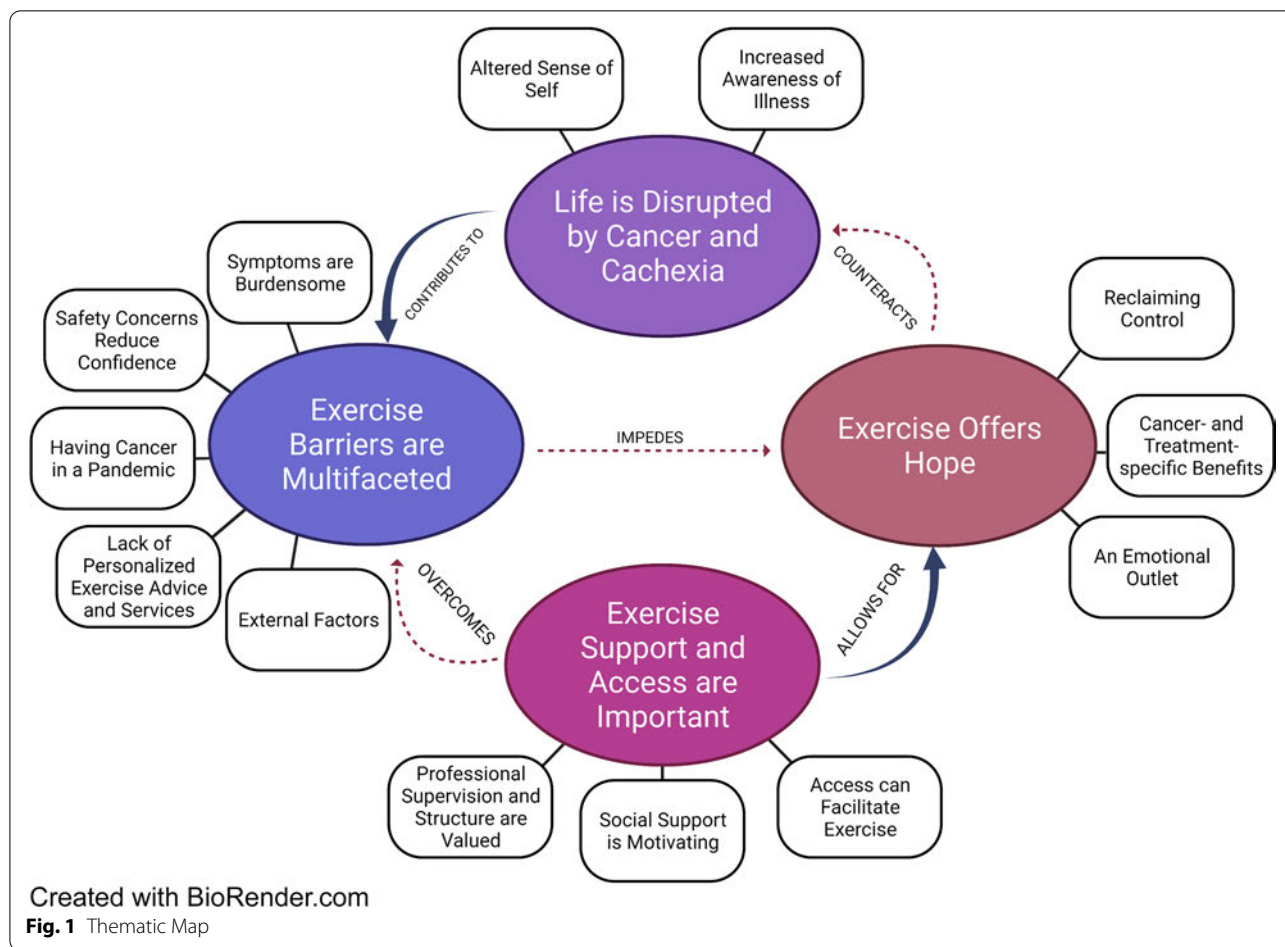 Altered Sense of
Self
Increased
Awareness of
Illness
Life is Disrupted
by Cancer and
Cachexia
CONTRIBUTES TO
COUNTERACTS
Symptoms are
Burdensome
Safety Concerns
Reduce
Confidence
Having Cancer
in a Pandemic
Lack of
Personalized
Exercise Advice
and Services
External Factors
Exercise
Barriers are
Multifaceted
IMPEDES
Exercise Offers
Hope
Reclaiming
Control
Cancer- and
Treatment-
specific Benefits
An Emotional
Outlet
OVERCOMES
ALLOWS FOR
Exercise
Support and
Access are
Important
Professional
Supervision and
Structure are
Valued
Social Support
is Motivating
Access can
Facilitate
Exercise
Created with BioRender.com
Fig. 1 Thematic Map